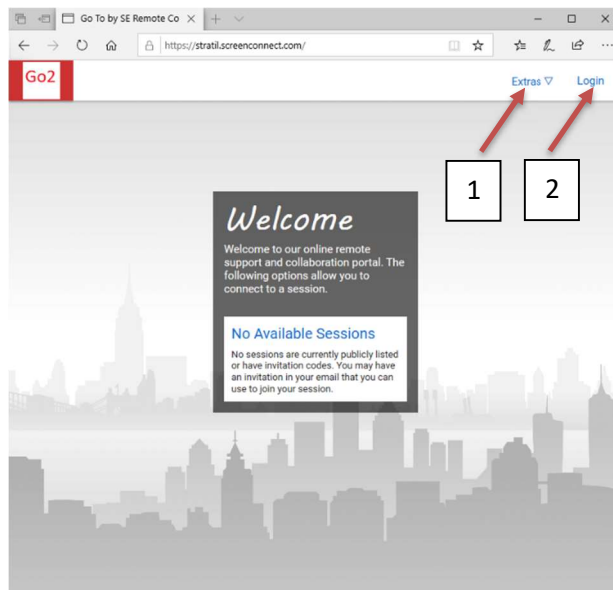 Go To by SE Remote Co
https://stratil.screenconnect.com/
Go2
Extras ▽
Login
1
2
Welcome
Welcome to our online remote
support and collaboration portal. The
following options allow you to
connect to a session.
No Available Sessions
No sessions are currently publicly listed
or have invitation codes. You may have
an invitation in your email that you can
use to join your session.